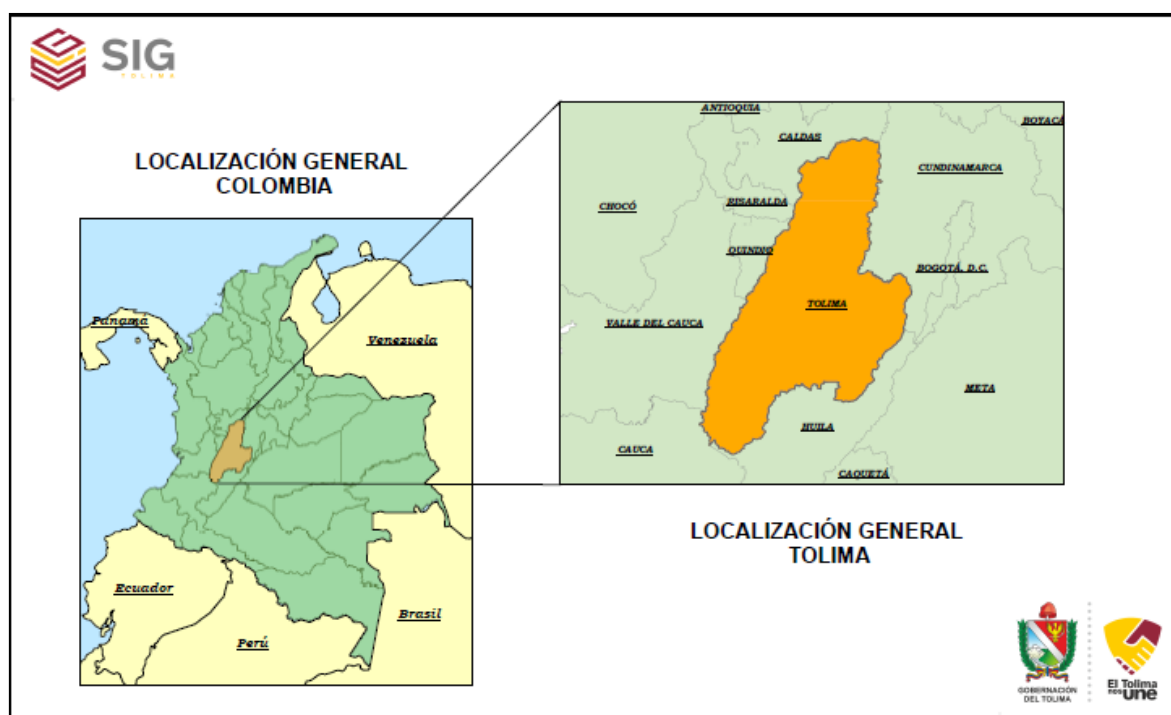 SIG
TOLIMA
LOCALIZACIÓN GENERAL
COLOMBIA
Panamá
Venezuela
Ecuador
Perú
Brasil
ANTIOQUIA
BOYACÁ
CALDAS
CUNDINAMARCA
CHOCÓ
RISARALDA
QUINDIO
BOGOTÁ, D.C.
TOLIMA
VALLE DEL CAUCA
META
HUILA
CAUCA
CAQUETÁ
LOCALIZACIÓN GENERAL
TOLIMA
GOBERNACIÓN
DEL TOLIMA
El Tolima
nos une